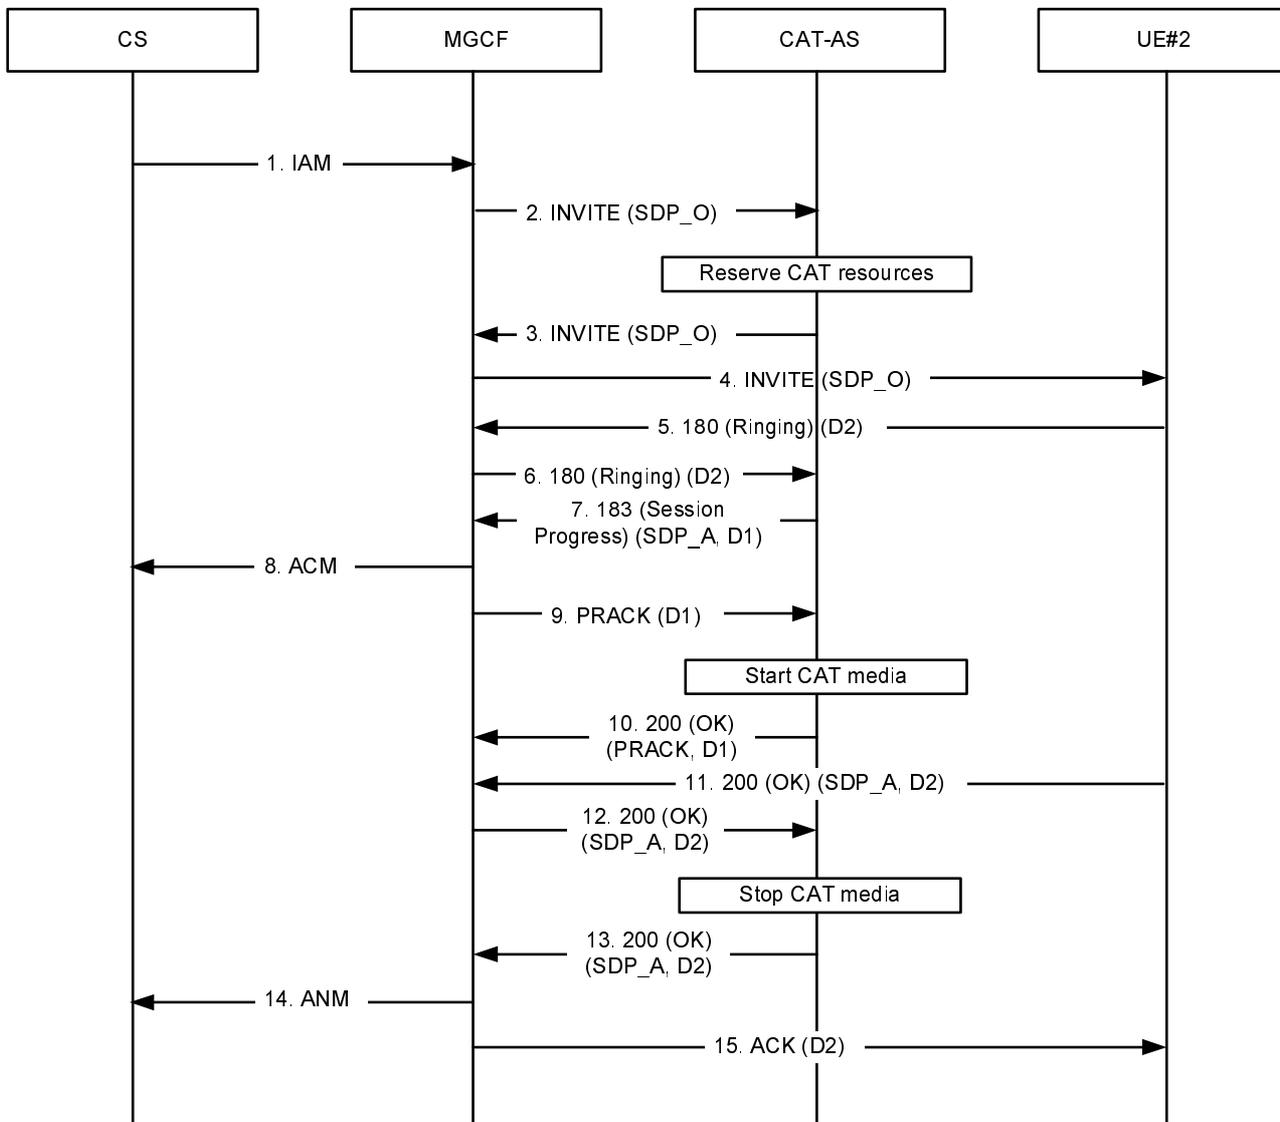 CS
MGCF
CAT-AS
UE#2
1. IAM
2. INVITE (SDP_O)
Reserve CAT resources
3. INVITE (SDP_O)
4. INVITE (SDP_O)
5. 180 (Ringing) (D2)
6. 180 (Ringing) (D2)
7. 183 (Session
Progress) (SDP_A, D1)
8. ACM
9. PRACK (D1)
Start CAT media
10. 200 (OK)
(PRACK, D1)
11. 200 (OK) (SDP_A, D2)
12. 200 (OK)
(SDP_A, D2)
Stop CAT media
13. 200 (OK)
(SDP_A, D2)
14. ANM
15. ACK (D2)